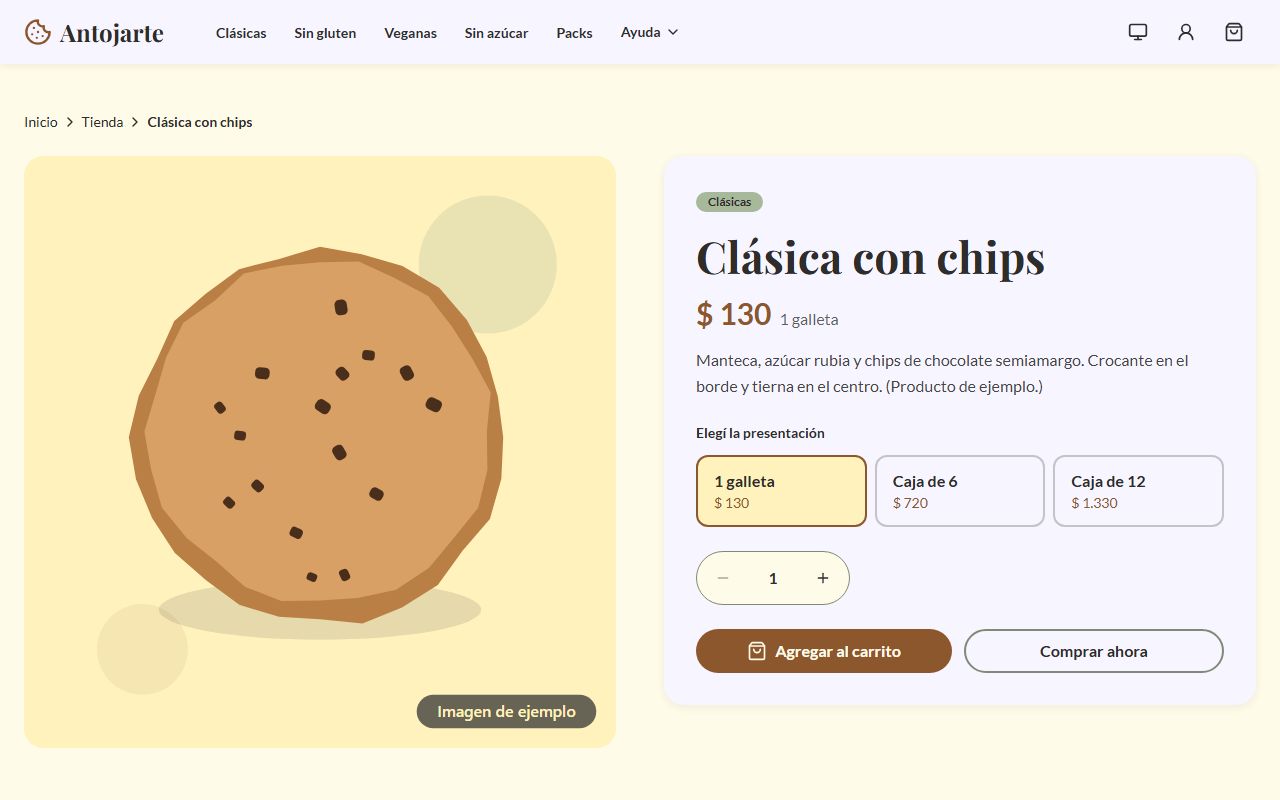 Antojarte
Clásicas
Sin gluten
Veganas
Sin azúcar
Packs
Ayuda
Inicio
Tienda
Clásica con chips
Imagen de ejemplo
Clásicas
Clásica con chips
$ 130 1 galleta
Manteca, azúcar rubia y chips de chocolate semiamargo. Crocante en el
borde y tierna en el centro. (Producto de ejemplo.)
Elegí la presentación
1 galleta
$ 130
Caja de 6
$ 720
Caja de 12
$ 1.330
− 1 +
Agregar al carrito
Comprar ahora